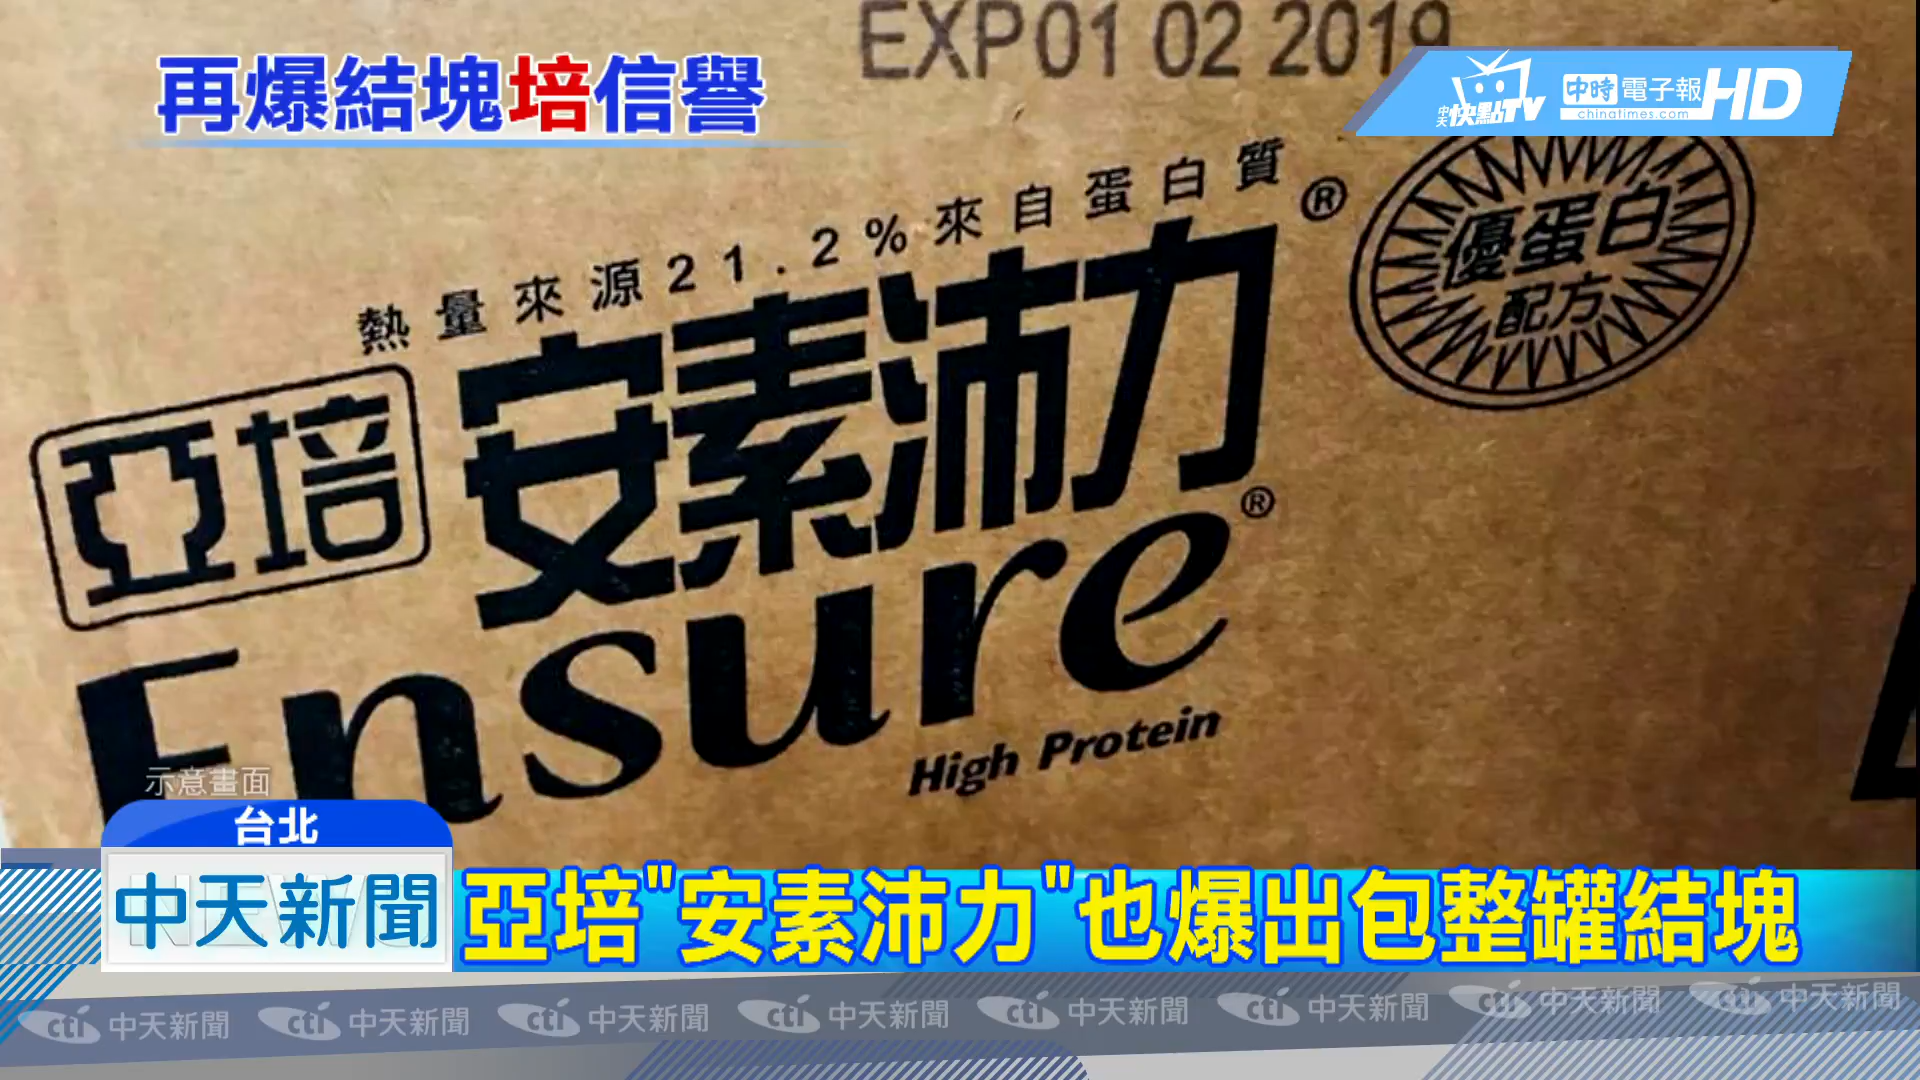 EXP 01 02 2019
再爆結塊培信譽
中天快點TV
中時電子報HD
chinatimes.com
熱量來源21.2%來自蛋白質
®
優蛋白
配方
亞培
安素沛力
Ensure®
High Protein
示意畫面
台北
中天新聞
亞培"安素沛力"也爆出包整罐結塊
cti 中天新聞 cti 中天新聞 cti 中天新聞 cti 中天新聞 cti 中天新聞 cti 中天新聞 cti 中天新聞 cti 中天新聞